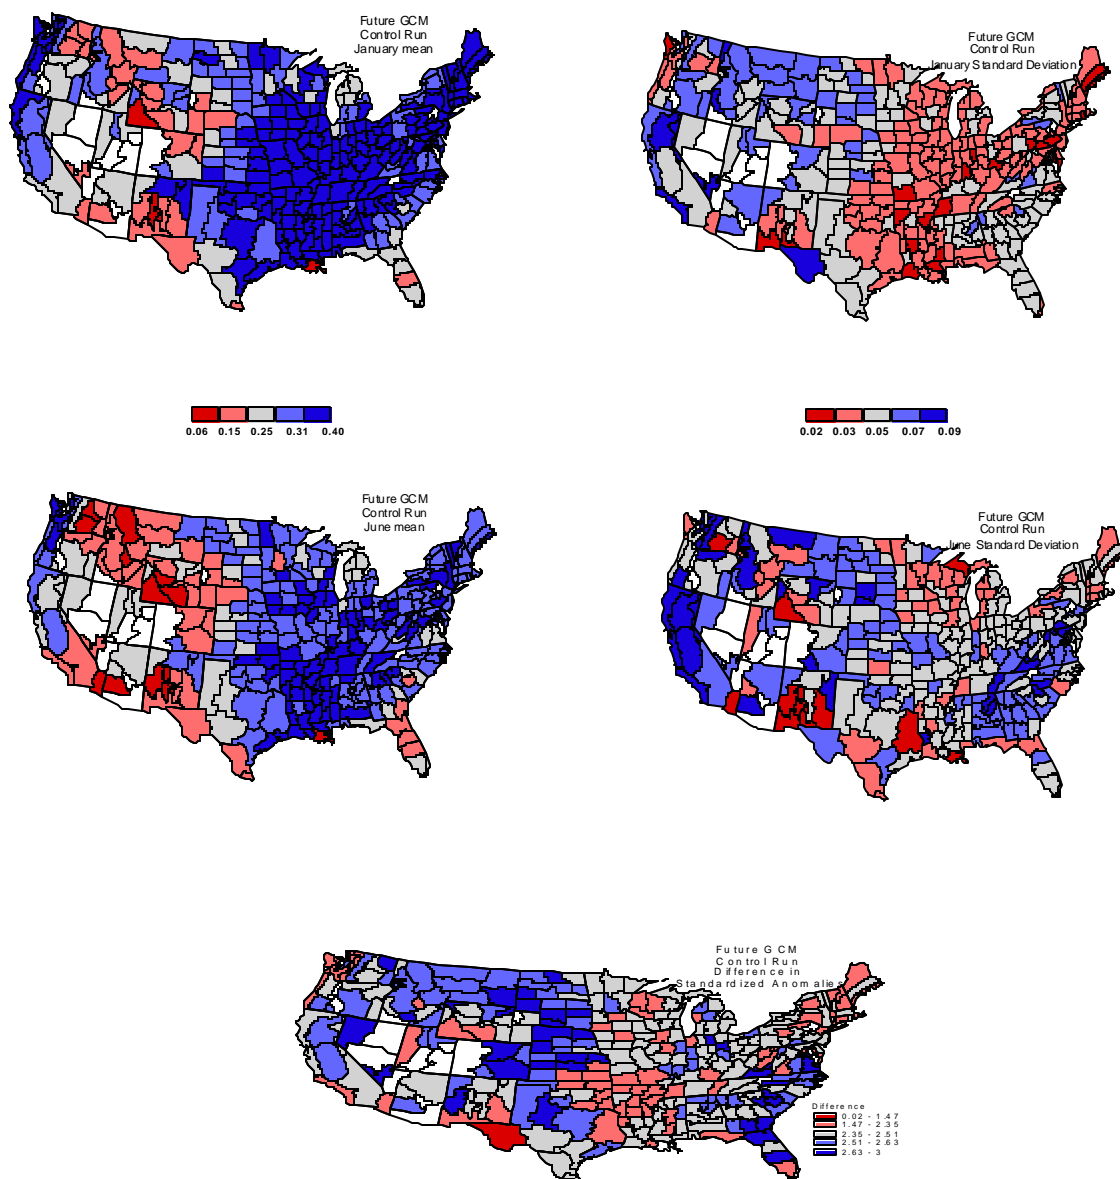 Future GCM
Control Run
January mean
Future GCM
Control Run
January Standard Deviation
0.06 0.15 0.25 0.31 0.40
0.02 0.03 0.05 0.07 0.09
Future GCM
Control Run
June mean
Future GCM
Control Run
June Standard Deviation
Future GCM
Control Run
Difference in
Standardized Anomalies
Difference
0.02 - 1.47
1.47 - 2.35
2.35 - 2.51
2.51 - 2.63
2.63 - 3